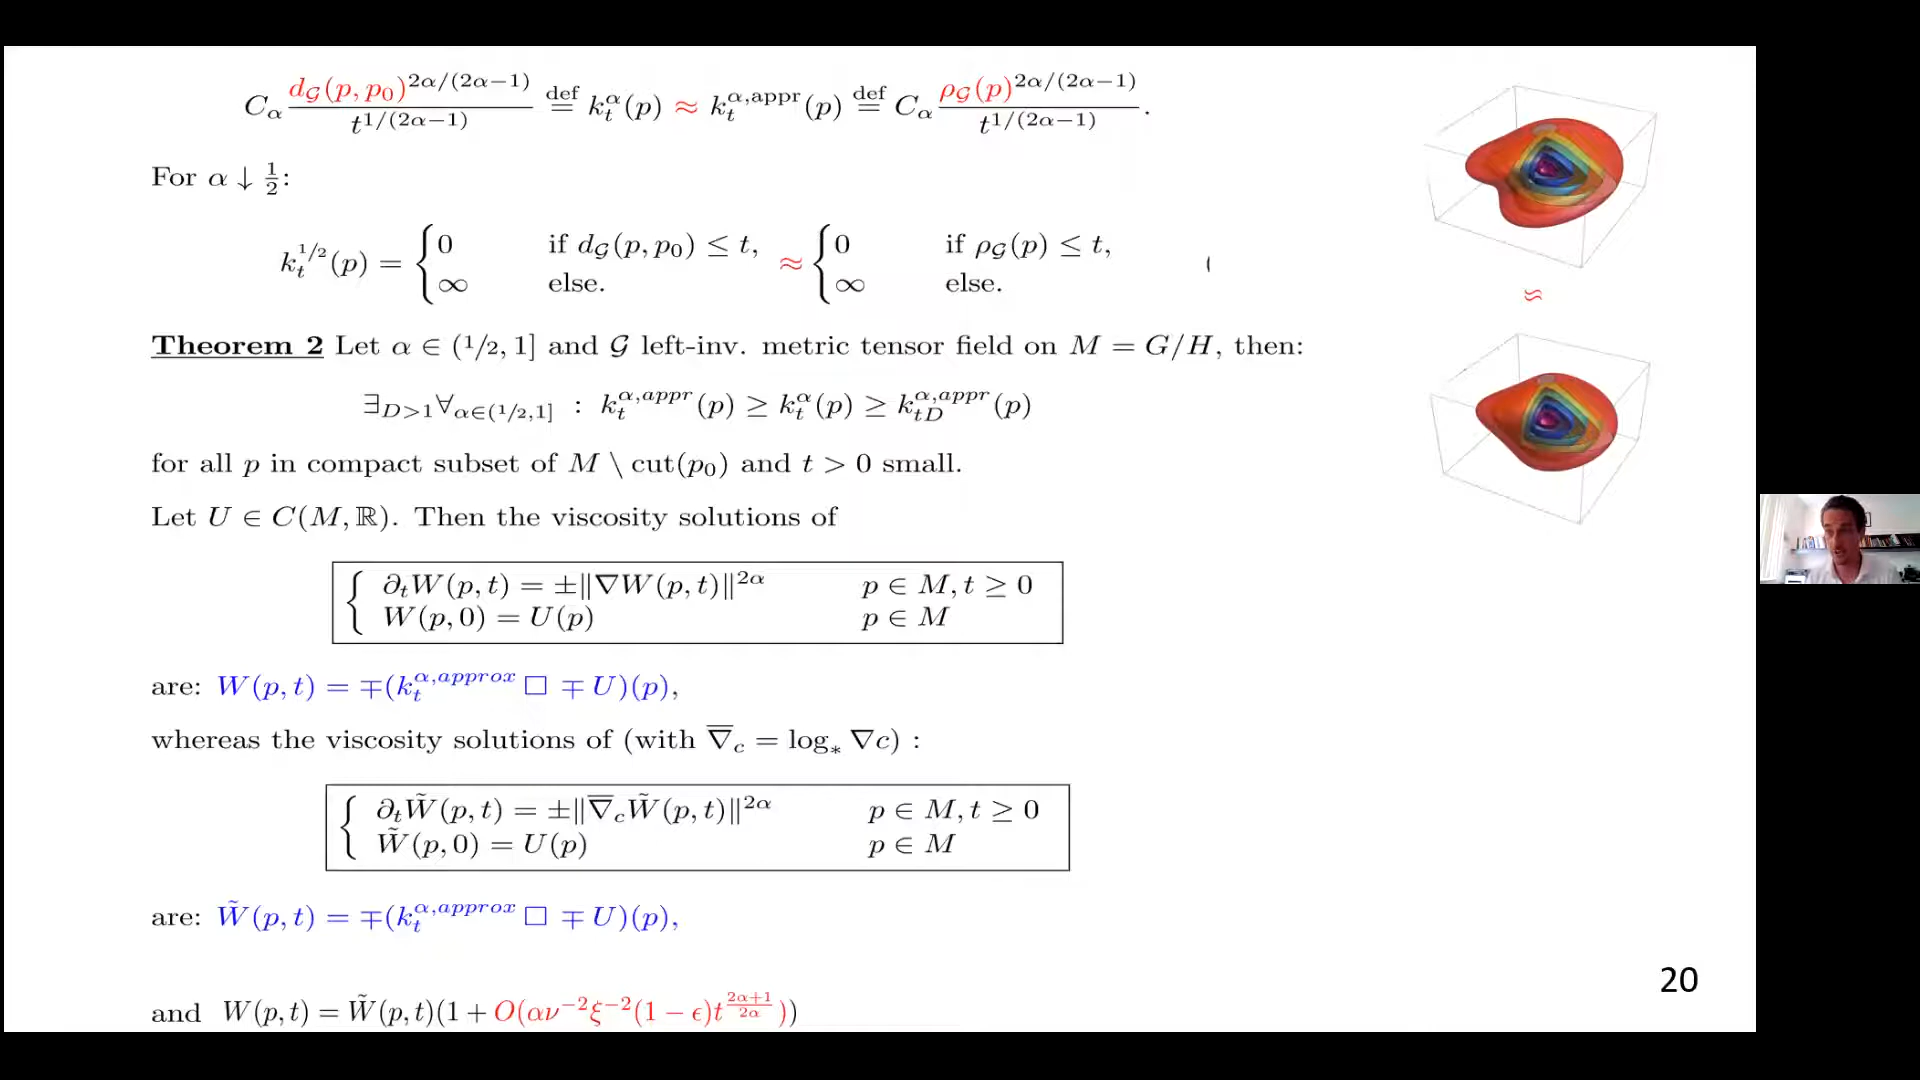 C_α d_𝒢(p, p_0)^{2α/(2α−1)} / t^{1/(2α−1)} def= k_t^α(p) ≈ k_t^{α,appr}(p) def= C_α ρ_𝒢(p)^{2α/(2α−1)} / t^{1/(2α−1)} .
For α ↓ 1/2:
k_t^{1/2}(p) = { 0 if d_𝒢(p, p_0) ≤ t, ∞ else. ≈ { 0 if ρ_𝒢(p) ≤ t, ∞ else. (
≈
Theorem 2 Let α ∈ (1/2, 1] and 𝒢 left-inv. metric tensor field on M = G/H, then:
∃_{D>1}∀_{α∈(1/2,1]} : k_t^{α,appr}(p) ≥ k_t^α(p) ≥ k_{tD}^{α,appr}(p)
for all p in compact subset of M \ cut(p_0) and t > 0 small.
Let U ∈ C(M, ℝ). Then the viscosity solutions of
{ ∂_tW(p, t) = ±‖∇W(p, t)‖^{2α} p ∈ M, t ≥ 0
W(p, 0) = U(p) p ∈ M
are: W(p, t) = ∓(k_t^{α,approx} □ ∓ U)(p),
whereas the viscosity solutions of (with ∇̅_c = log_* ∇c) :
{ ∂_tW̃(p, t) = ±‖∇̅_cW̃(p, t)‖^{2α} p ∈ M, t ≥ 0
W̃(p, 0) = U(p) p ∈ M
are: W̃(p, t) = ∓(k_t^{α,approx} □ ∓ U)(p),
20
and W(p, t) = W̃(p, t)(1 + O(αν^{−2}ξ^{−2}(1 − ϵ)t^{(2α+1)/(2α)}))